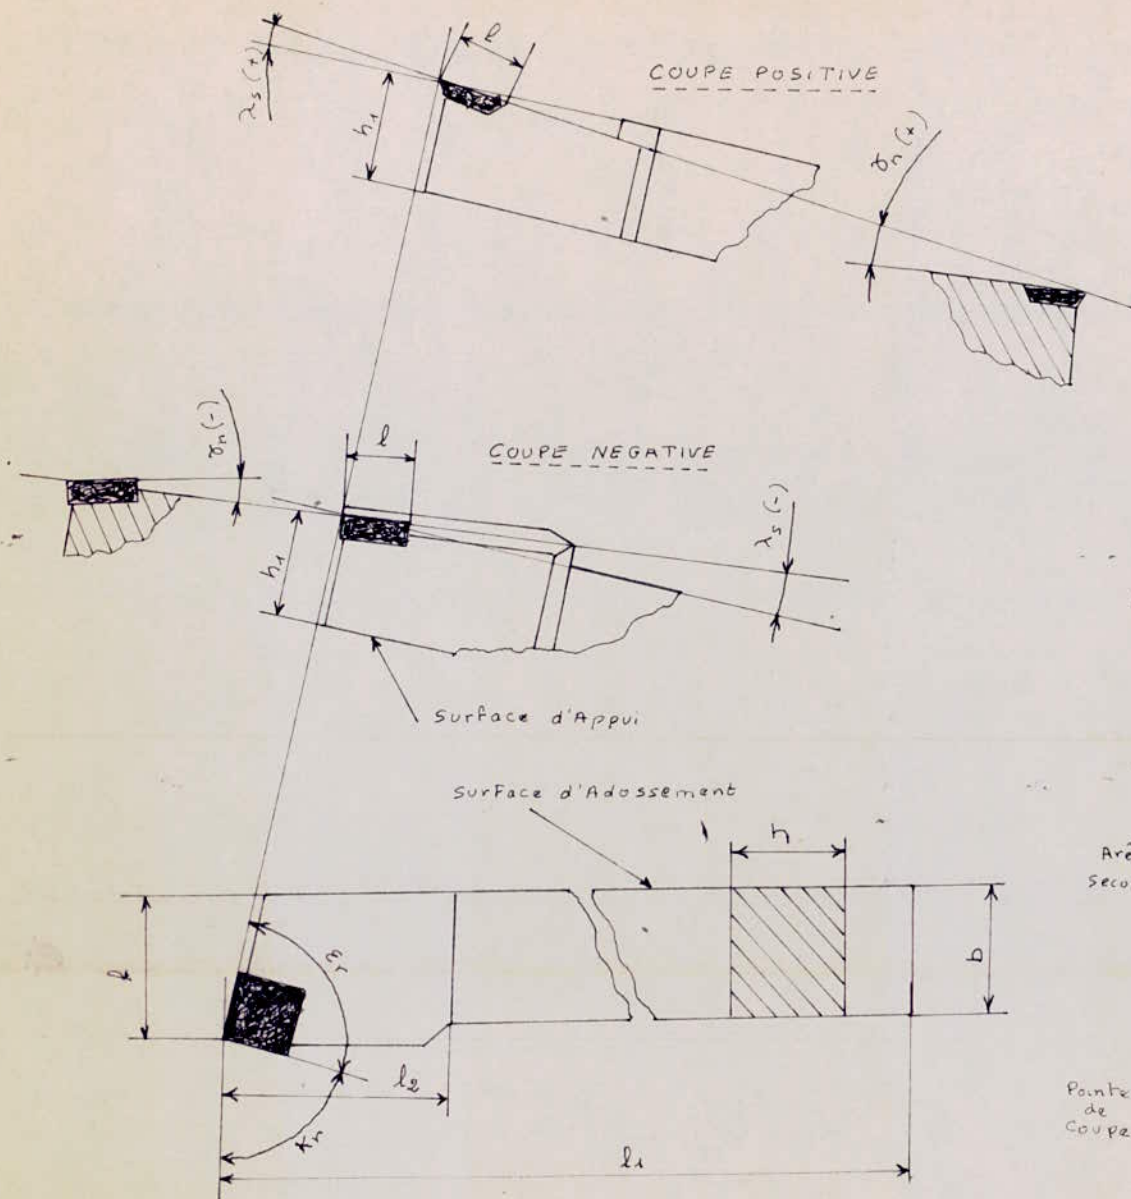 λs (+)
l
COUPE POSITIVE
h1
γn (+)
γn (-)
l
COUPE NEGATIVE
λs (-)
h1
Surface d'Appui
Surface d'Adossement
h
f
εr
b
l2
κr
l1
Arê
Seco
Pointe
de
Coupe